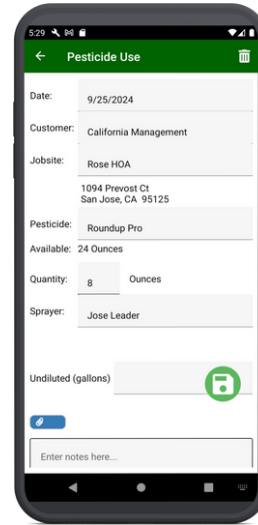 5:29
Pesticide Use
Date: 9/25/2024
Customer: California Management
Jobsite: Rose HOA
1094 Prevost Ct
San Jose, CA 95125
Pesticide: Roundup Pro
Available: 24 Ounces
Quantity: 8 Ounces
Sprayer: Jose Leader
Undiluted (gallons)
Enter notes here...